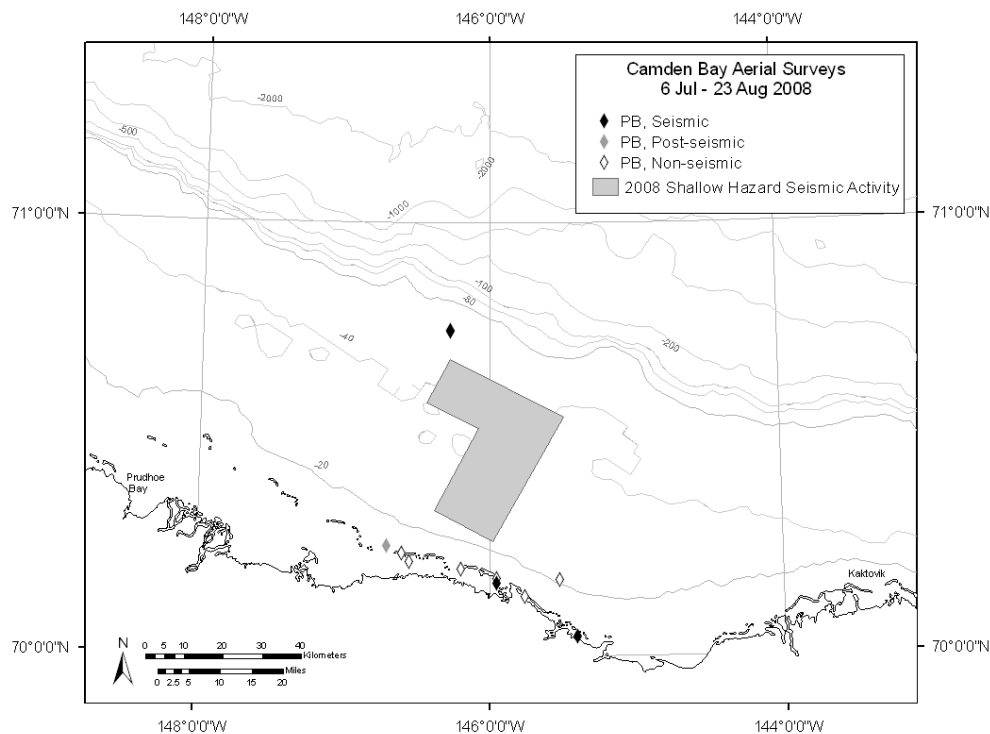 148°0'0"W 146°0'0"W 144°0'0"W
Camden Bay Aerial Surveys
6 Jul - 23 Aug 2008
PB, Seismic
PB, Post-seismic
PB, Non-seismic
2008 Shallow Hazard Seismic Activity
-2000
-500
-2000
-1000
71°0'0"N 71°0'0"N
-100
-80
-40
-200
-20
Prudhoe
Bay
Kaktovik
70°0'0"N 70°0'0"N
N
0 5 10 20 30 40
Kilometers
Miles
0 2.5 5 10 15 20
148°0'0"W 146°0'0"W 144°0'0"W